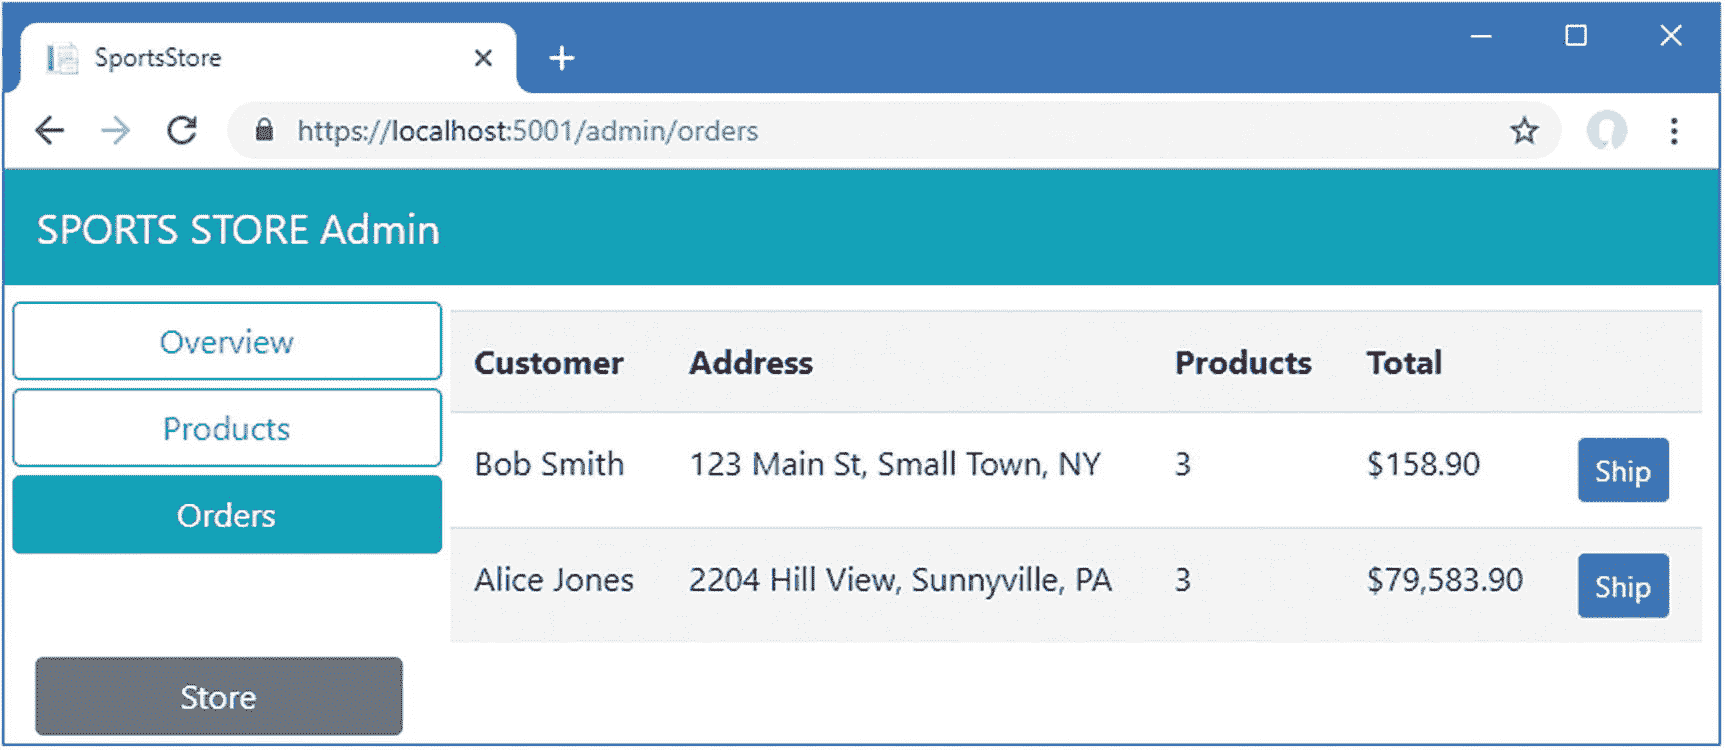 SportsStore
https://localhost:5001/admin/orders
SPORTS STORE Admin
Overview
Products
Orders
Store
Customer Address Products Total
Bob Smith 123 Main St, Small Town, NY 3 $158.90 Ship
Alice Jones 2204 Hill View, Sunnyville, PA 3 $79,583.90 Ship